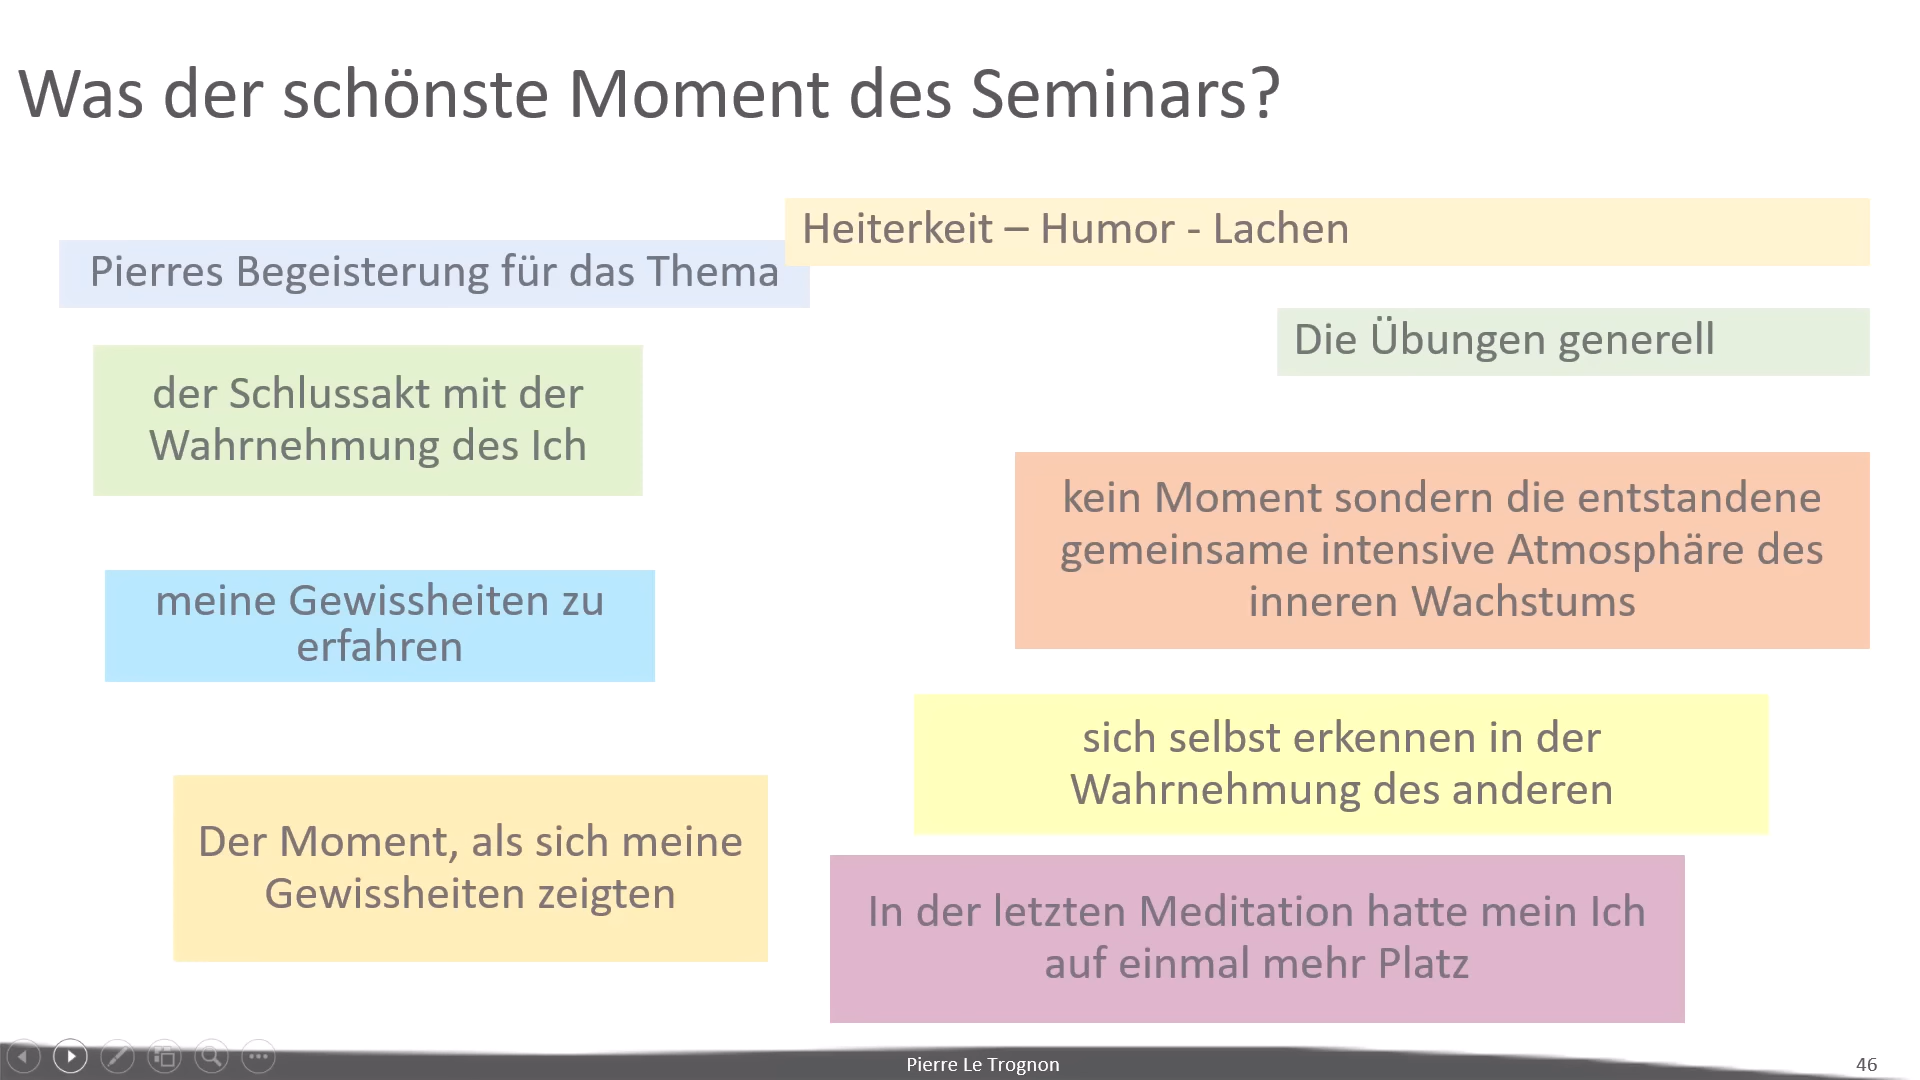 Was der schönste Moment des Seminars?
Heiterkeit – Humor - Lachen
Pierres Begeisterung für das Thema
Die Übungen generell
der Schlussakt mit der
Wahrnehmung des Ich
kein Moment sondern die entstandene
gemeinsame intensive Atmosphäre des
inneren Wachstums
meine Gewissheiten zu
erfahren
sich selbst erkennen in der
Wahrnehmung des anderen
Der Moment, als sich meine
Gewissheiten zeigten
In der letzten Meditation hatte mein Ich
auf einmal mehr Platz
Pierre Le Trognon
46